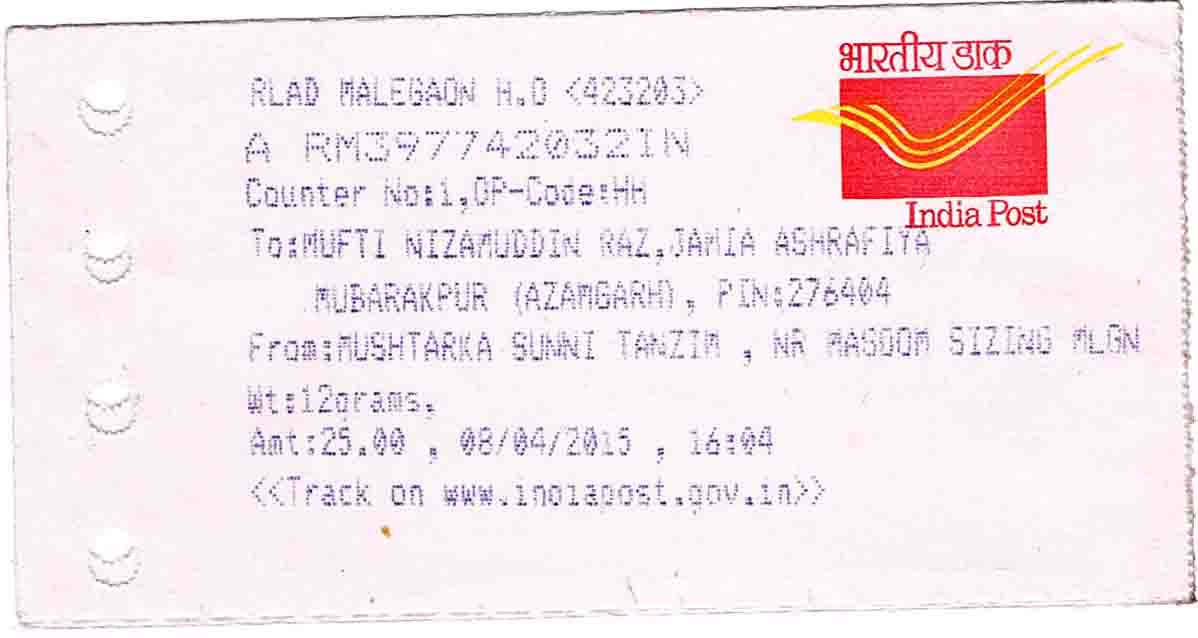 भारतीय डाक
India Post
RLAD MALEGAON H.O <423203>
A RM397742032IN
Counter No:1,OP-Code:HH
To:MUFTI NIZAMUDDIN RAZ,JAMIA ASHRAFIYA
MUBARAKPUR (AZAMGARH), PIN:276404
From:MUSHTARKA SUNNI TANZIM , NR MASOOM SIZING MLGN
Wt:12grams,
Amt:25.00 , 08/04/2015 , 16:04
<<Track on www.indiapost.gov.in>>